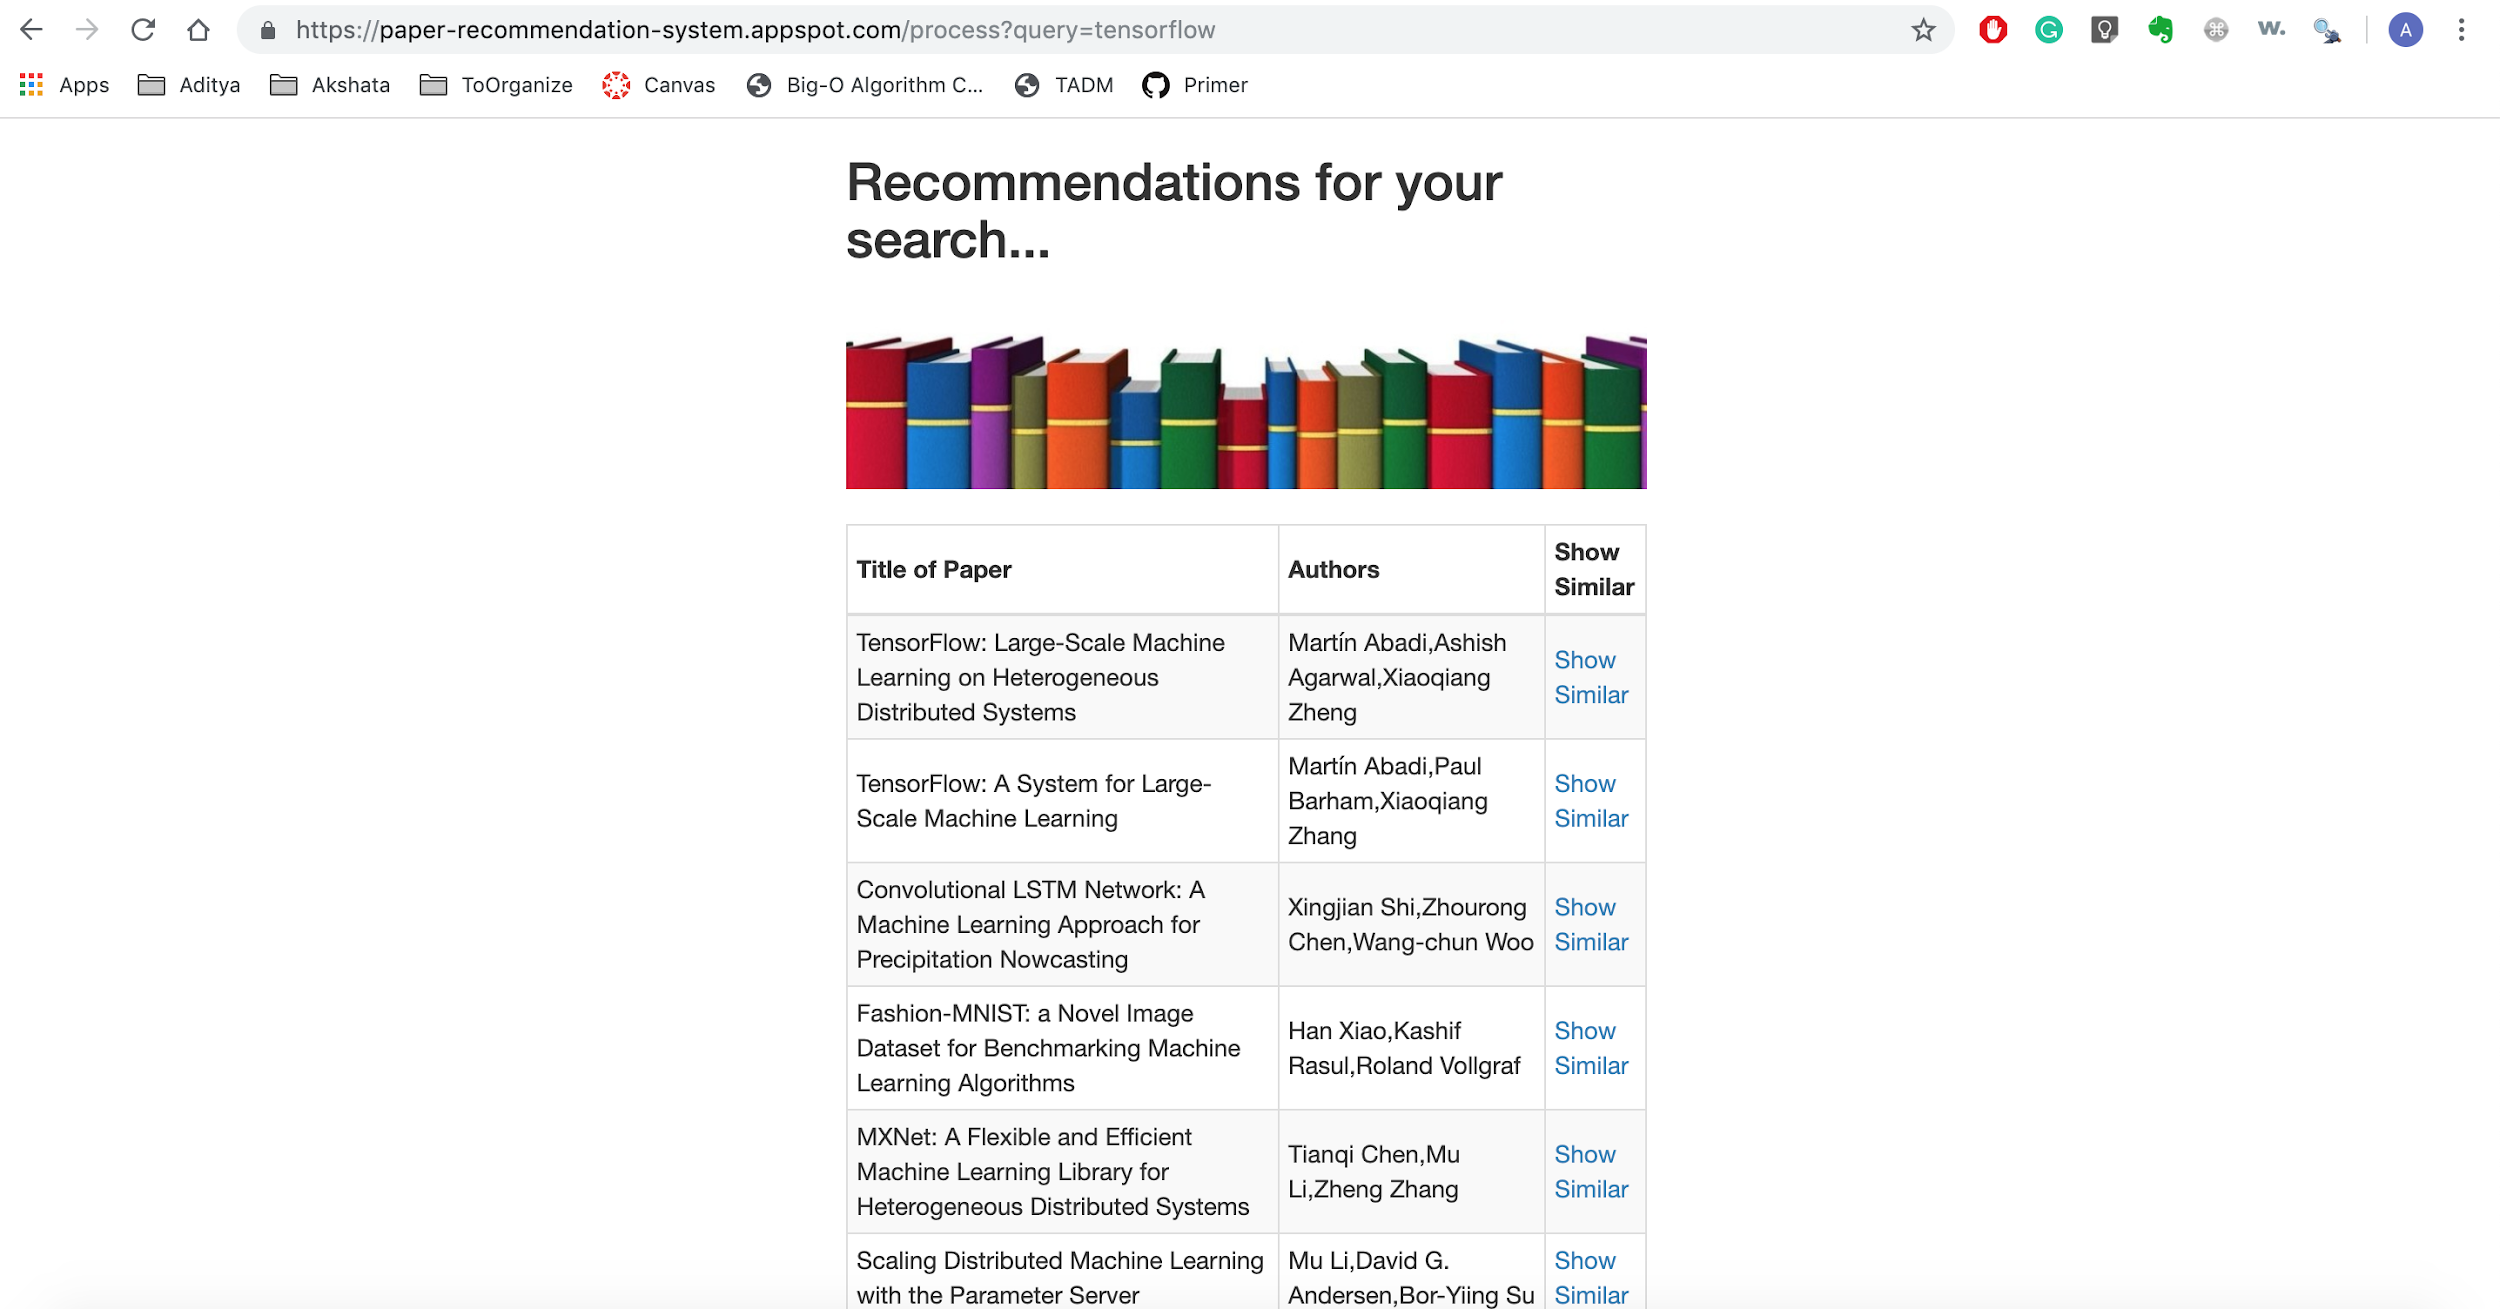 https://paper-recommendation-system.appspot.com/process?query=tensorflow
A
Apps Aditya Akshata ToOrganize Canvas Big-O Algorithm C... TADM Primer
Recommendations for your
search...
Title of Paper
Authors
Show
Similar
TensorFlow: Large-Scale Machine
Learning on Heterogeneous
Distributed Systems
Martín Abadi,Ashish
Agarwal,Xiaoqiang
Zheng
Show
Similar
TensorFlow: A System for Large-
Scale Machine Learning
Martín Abadi,Paul
Barham,Xiaoqiang
Zhang
Show
Similar
Convolutional LSTM Network: A
Machine Learning Approach for
Precipitation Nowcasting
Xingjian Shi,Zhourong
Chen,Wang-chun Woo
Show
Similar
Fashion-MNIST: a Novel Image
Dataset for Benchmarking Machine
Learning Algorithms
Han Xiao,Kashif
Rasul,Roland Vollgraf
Show
Similar
MXNet: A Flexible and Efficient
Machine Learning Library for
Heterogeneous Distributed Systems
Tianqi Chen,Mu
Li,Zheng Zhang
Show
Similar
Scaling Distributed Machine Learning
with the Parameter Server
Mu Li,David G.
Andersen,Bor-Yiing Su
Show
Similar